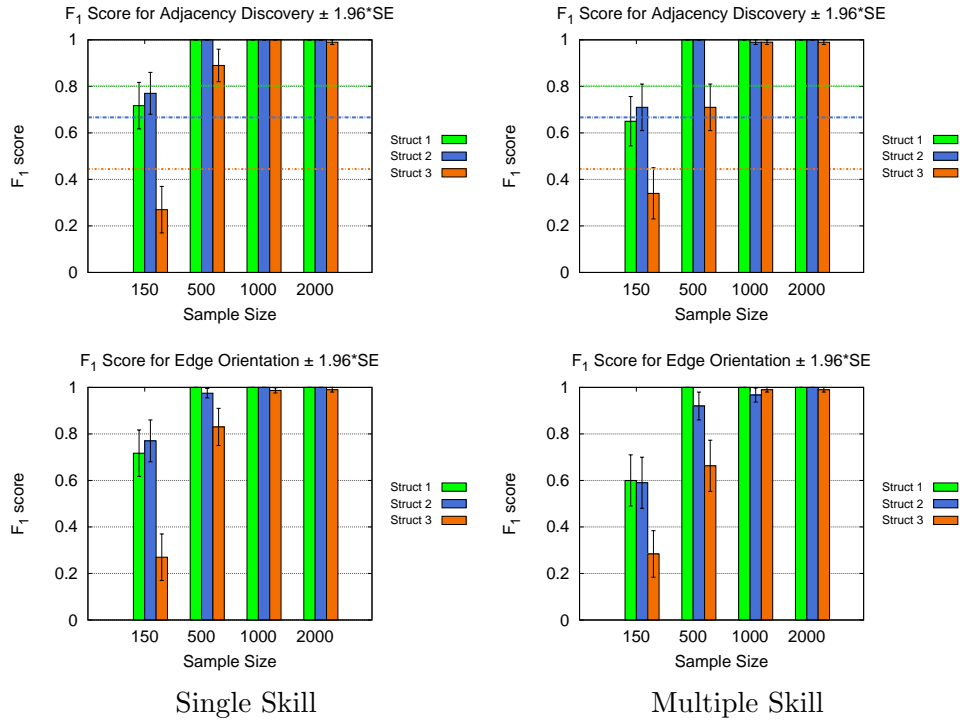 F1 Score for Adjacency Discovery ± 1.96*SE
1
0.8
0.6
0.4
0.2
0
F1 score
150 500 1000 2000
Sample Size
Struct 1
Struct 2
Struct 3
F1 Score for Adjacency Discovery ± 1.96*SE
1
0.8
0.6
0.4
0.2
0
F1 score
150 500 1000 2000
Sample Size
Struct 1
Struct 2
Struct 3
F1 Score for Edge Orientation ± 1.96*SE
1
0.8
0.6
0.4
0.2
0
F1 score
150 500 1000 2000
Sample Size
Struct 1
Struct 2
Struct 3
Single Skill
F1 Score for Edge Orientation ± 1.96*SE
1
0.8
0.6
0.4
0.2
0
F1 score
150 500 1000 2000
Sample Size
Struct 1
Struct 2
Struct 3
Multiple Skill